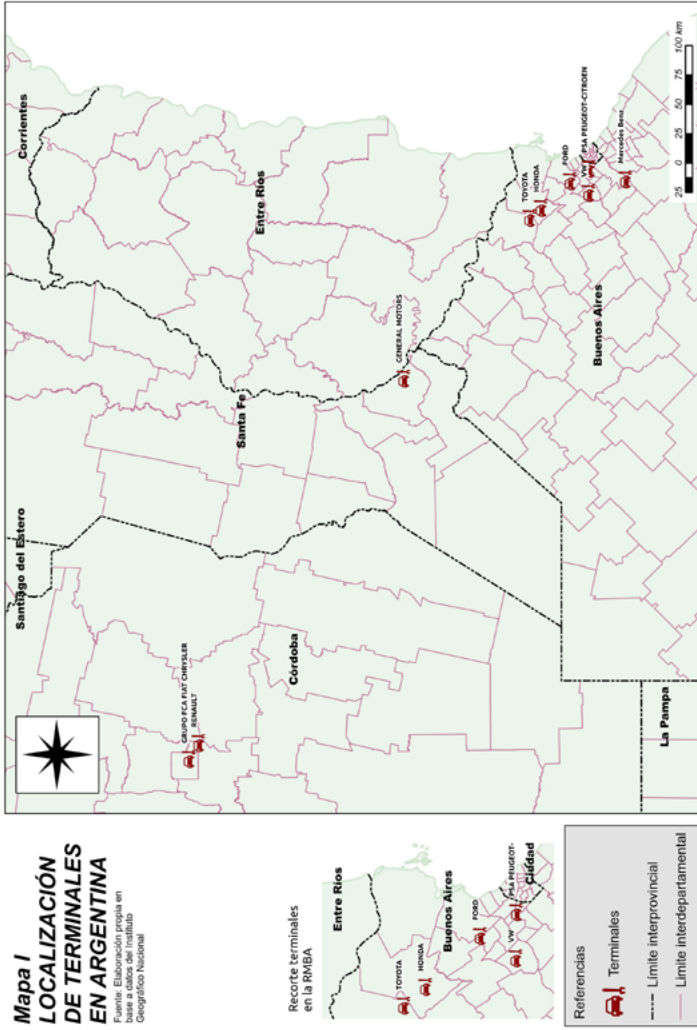 Mapa I
LOCALIZACIÓN
DE TERMINALES
EN ARGENTINA
Fuente: Elaboración propia en
base a datos del Instituto
Geográfico Nacional
Recorte terminales
en la RMBA
Entre Ríos
TOYOTA
HONDA
Buenos Aires
FORD
VW
PSA PEUGEOT-
Ciudad
Referencias
Terminales
Límite interprovincial
Límite interdepartamental
Santiago del Estero
Corrientes
Santa Fe
Entre Ríos
GRUPO FCA FIAT CHRYSLER
RENAULT
Córdoba
GENERAL MOTORS
TOYOTA
HONDA
FORD
VW
PSA PEUGEOT-CITROEN
Mercedes Benz
Buenos Aires
La Pampa
25 0 25 50 75 100 km